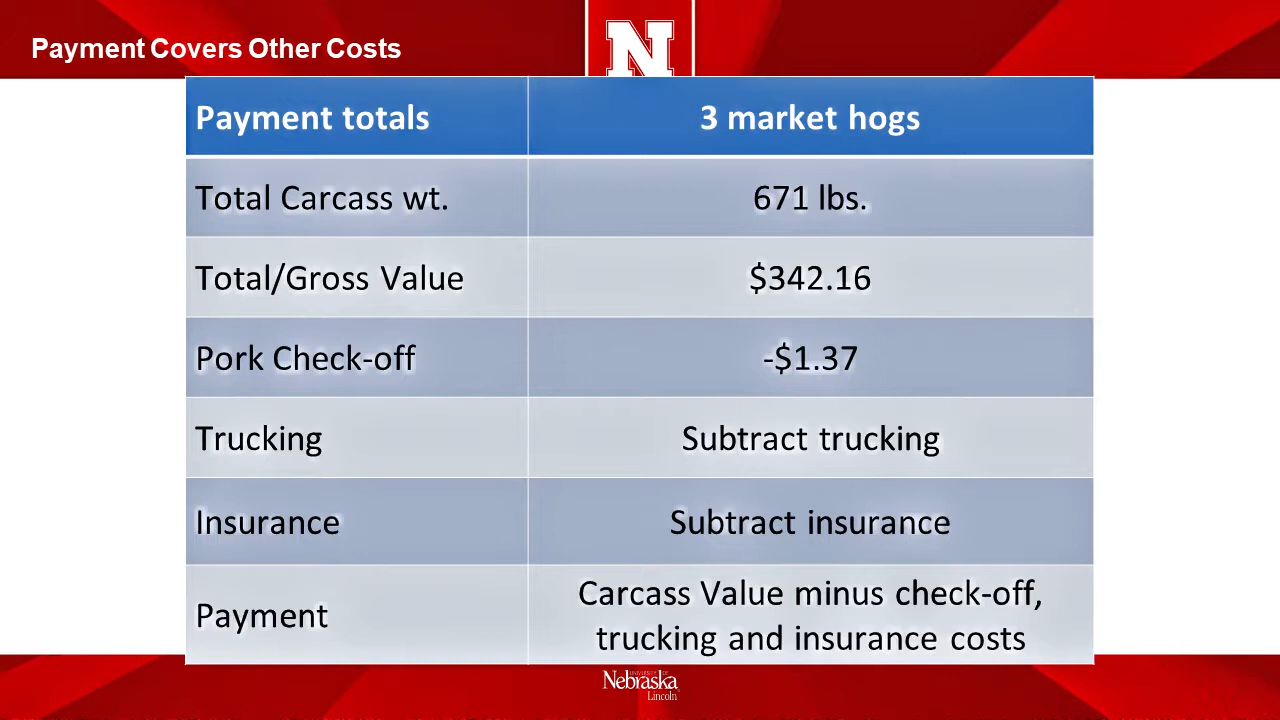 Payment Covers Other Costs
N
Payment totals
3 market hogs
Total Carcass wt.
671 lbs.
Total/Gross Value
$342.16
Pork Check-off
-$1.37
Trucking
Subtract trucking
Insurance
Subtract insurance
Payment
Carcass Value minus check-off,
trucking and insurance costs
UNIVERSITY OF
Nebraska
Lincoln